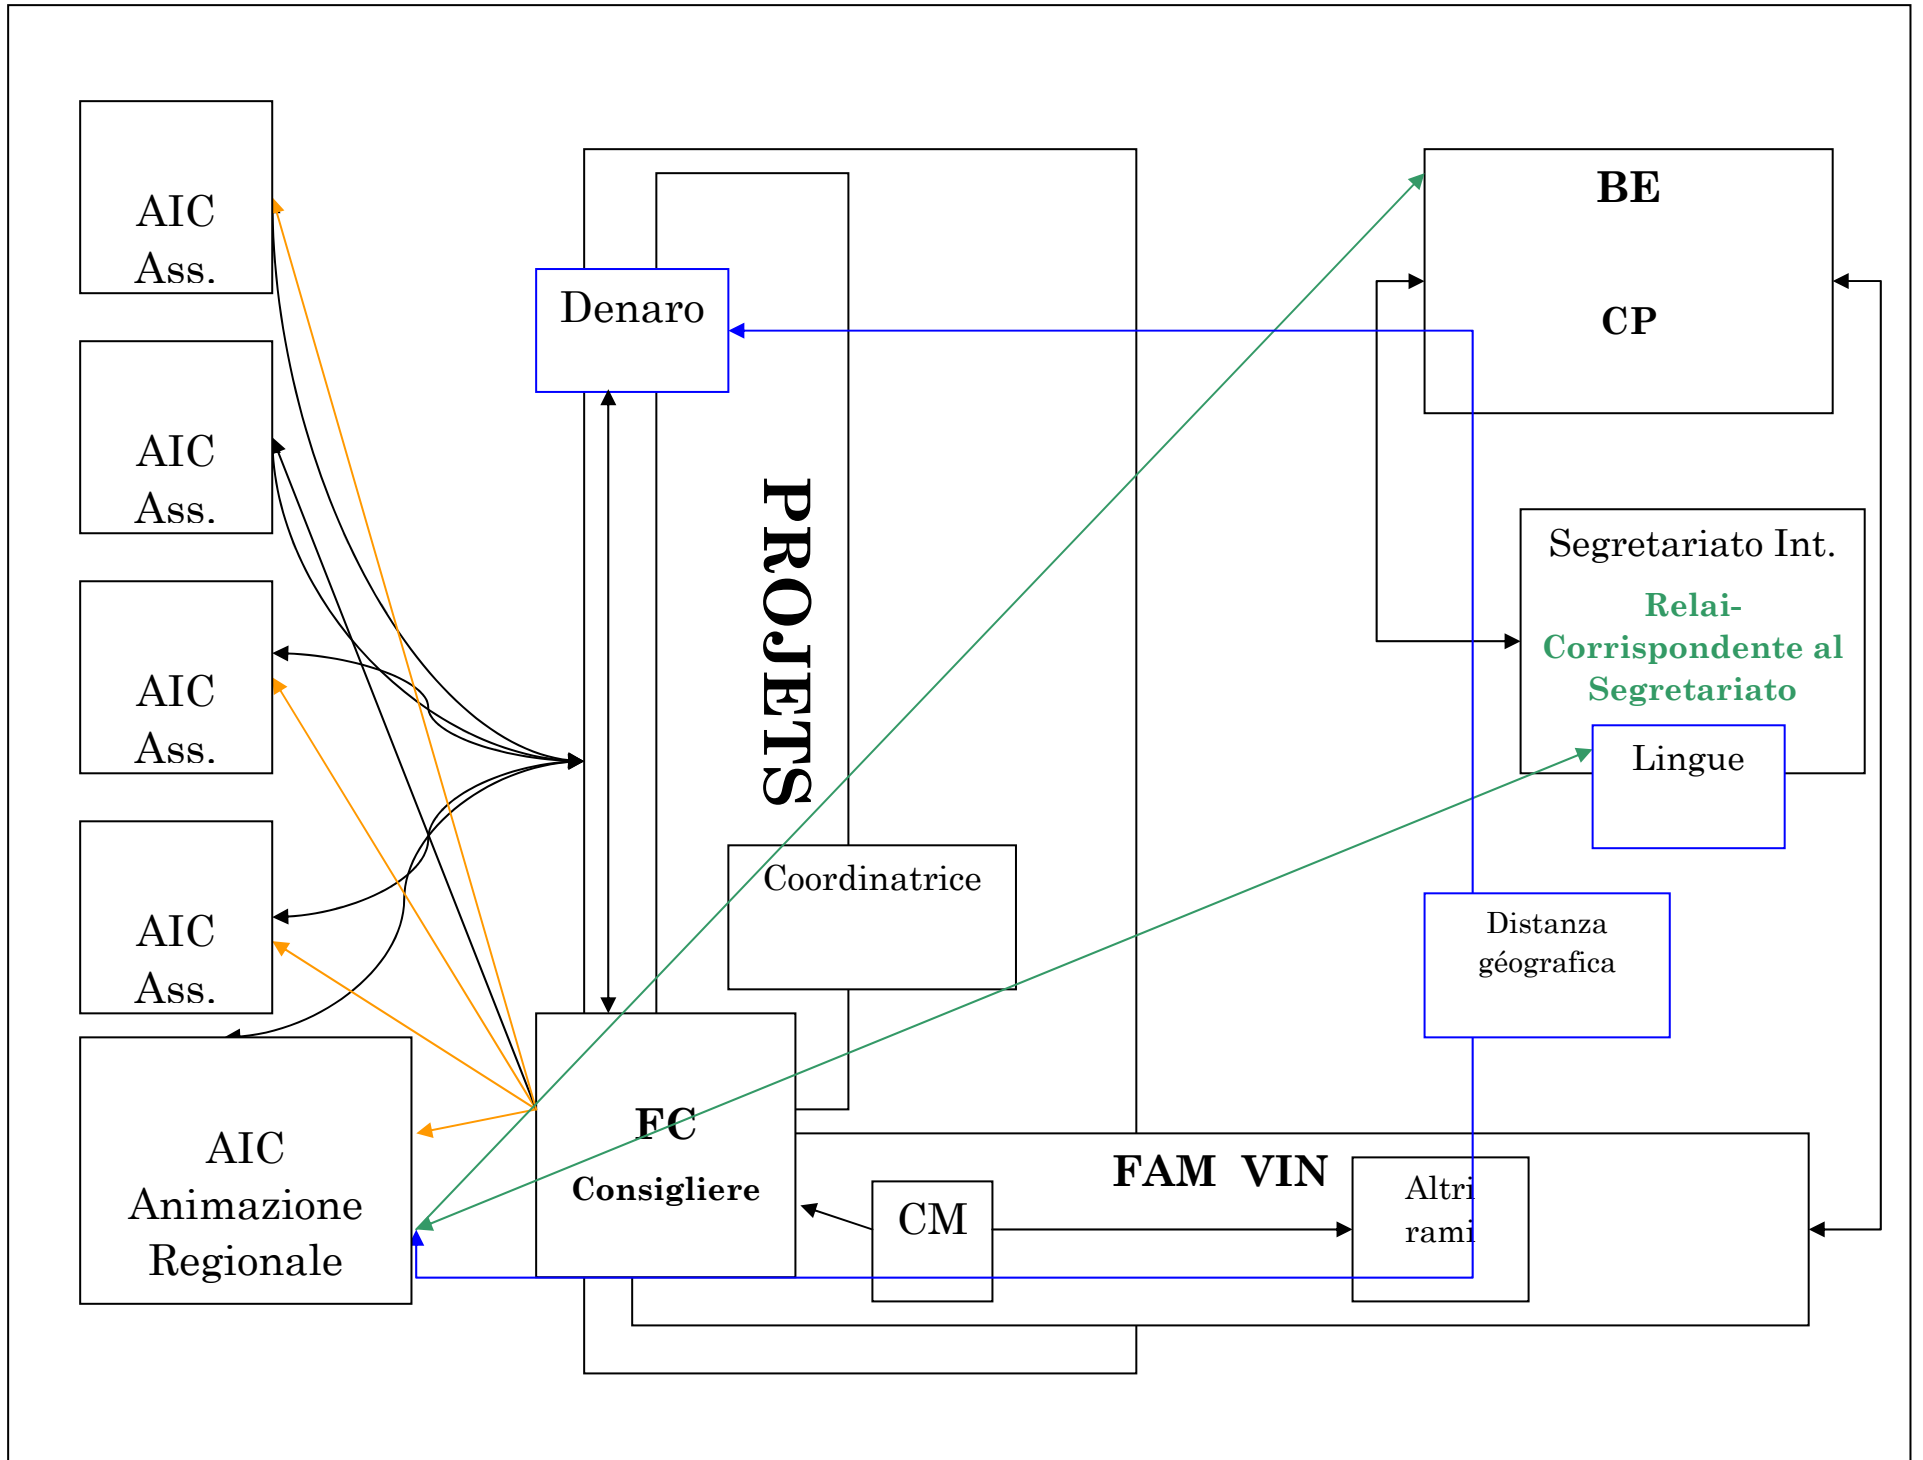 AIC
Ass.
AIC
Ass.
AIC
Ass.
AIC
Ass.
AIC
Animazione
Regionale
Denaro
PROJETS
Coordinatrice
FC
Consigliere
CM
FAM VIN
Altri
rami
BE
CP
Segretariato Int.
Relai-
Corrispondente al
Segretariato
Lingue
Distanza
géografica